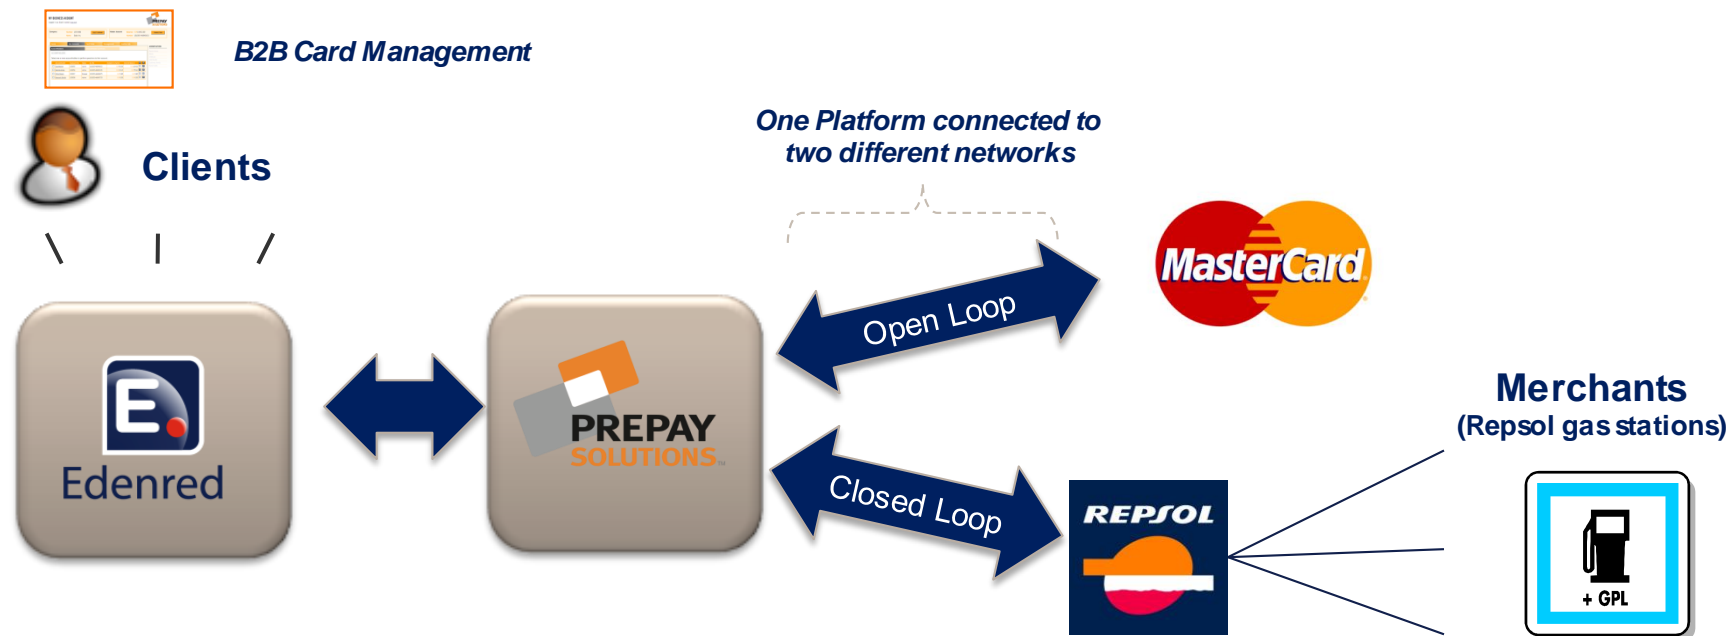 B2B Card Management
Clients
One Platform connected to
two different networks
MasterCard
Open Loop
E.
Edenred
PREPAY
SOLUTIONS™
Closed Loop
REPSOL
Merchants
(Repsol gas stations)
+ GPL